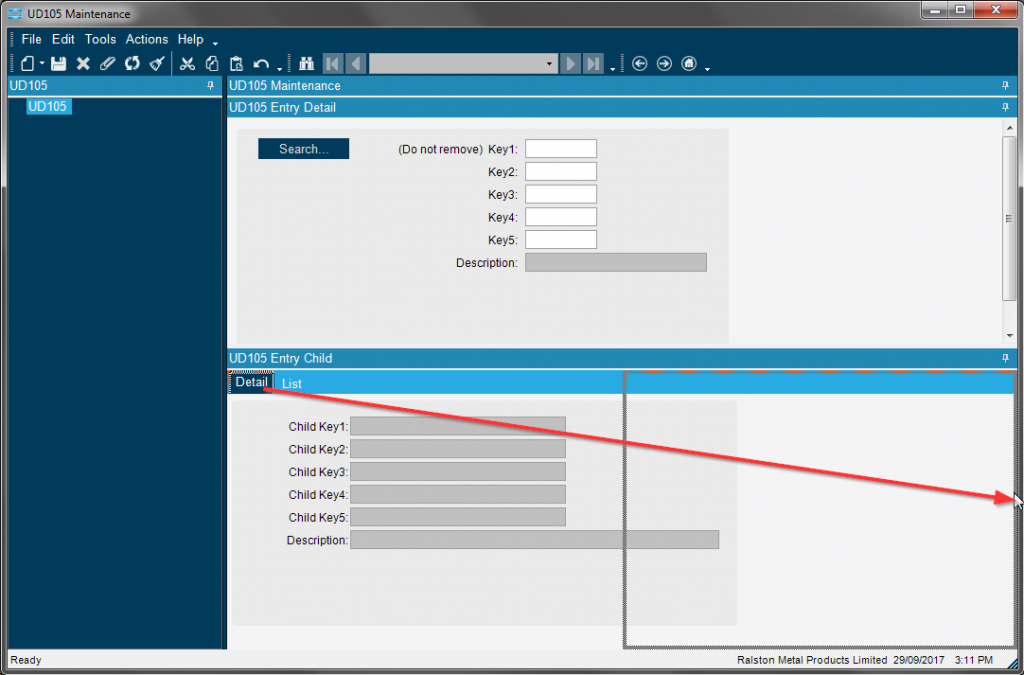 UD105 Maintenance
File Edit Tools Actions Help
UD105
UD105
UD105 Maintenance
UD105 Entry Detail
Search...
(Do not remove) Key1:
Key2:
Key3:
Key4:
Key5:
Description:
UD105 Entry Child
Detail List
Child Key1:
Child Key2:
Child Key3:
Child Key4:
Child Key5:
Description:
Ready
Ralston Metal Products Limited 29/09/2017 3:11 PM